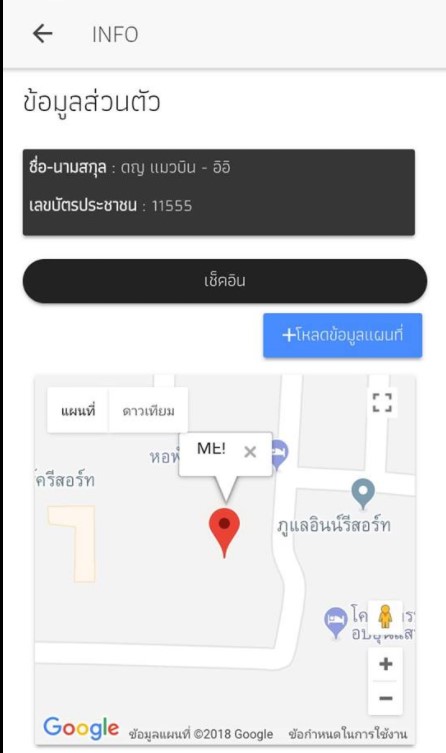 INFO
ข้อมูลส่วนตัว
ชื่อ-นามสกุล : ดญ แมวบิน - อิอิ
เลขบัตรประชาชน : 11555
เช็คอิน
+โหลดข้อมูลแผนที่
แผนที่ ดาวเทียม
ME! ×
หอพ
ครีสอร์ท
ภูแลอินน์รีสอร์ท
+
−
Google ข้อมูลแผนที่ ©2018 Google ข้อกำหนดในการใช้งาน